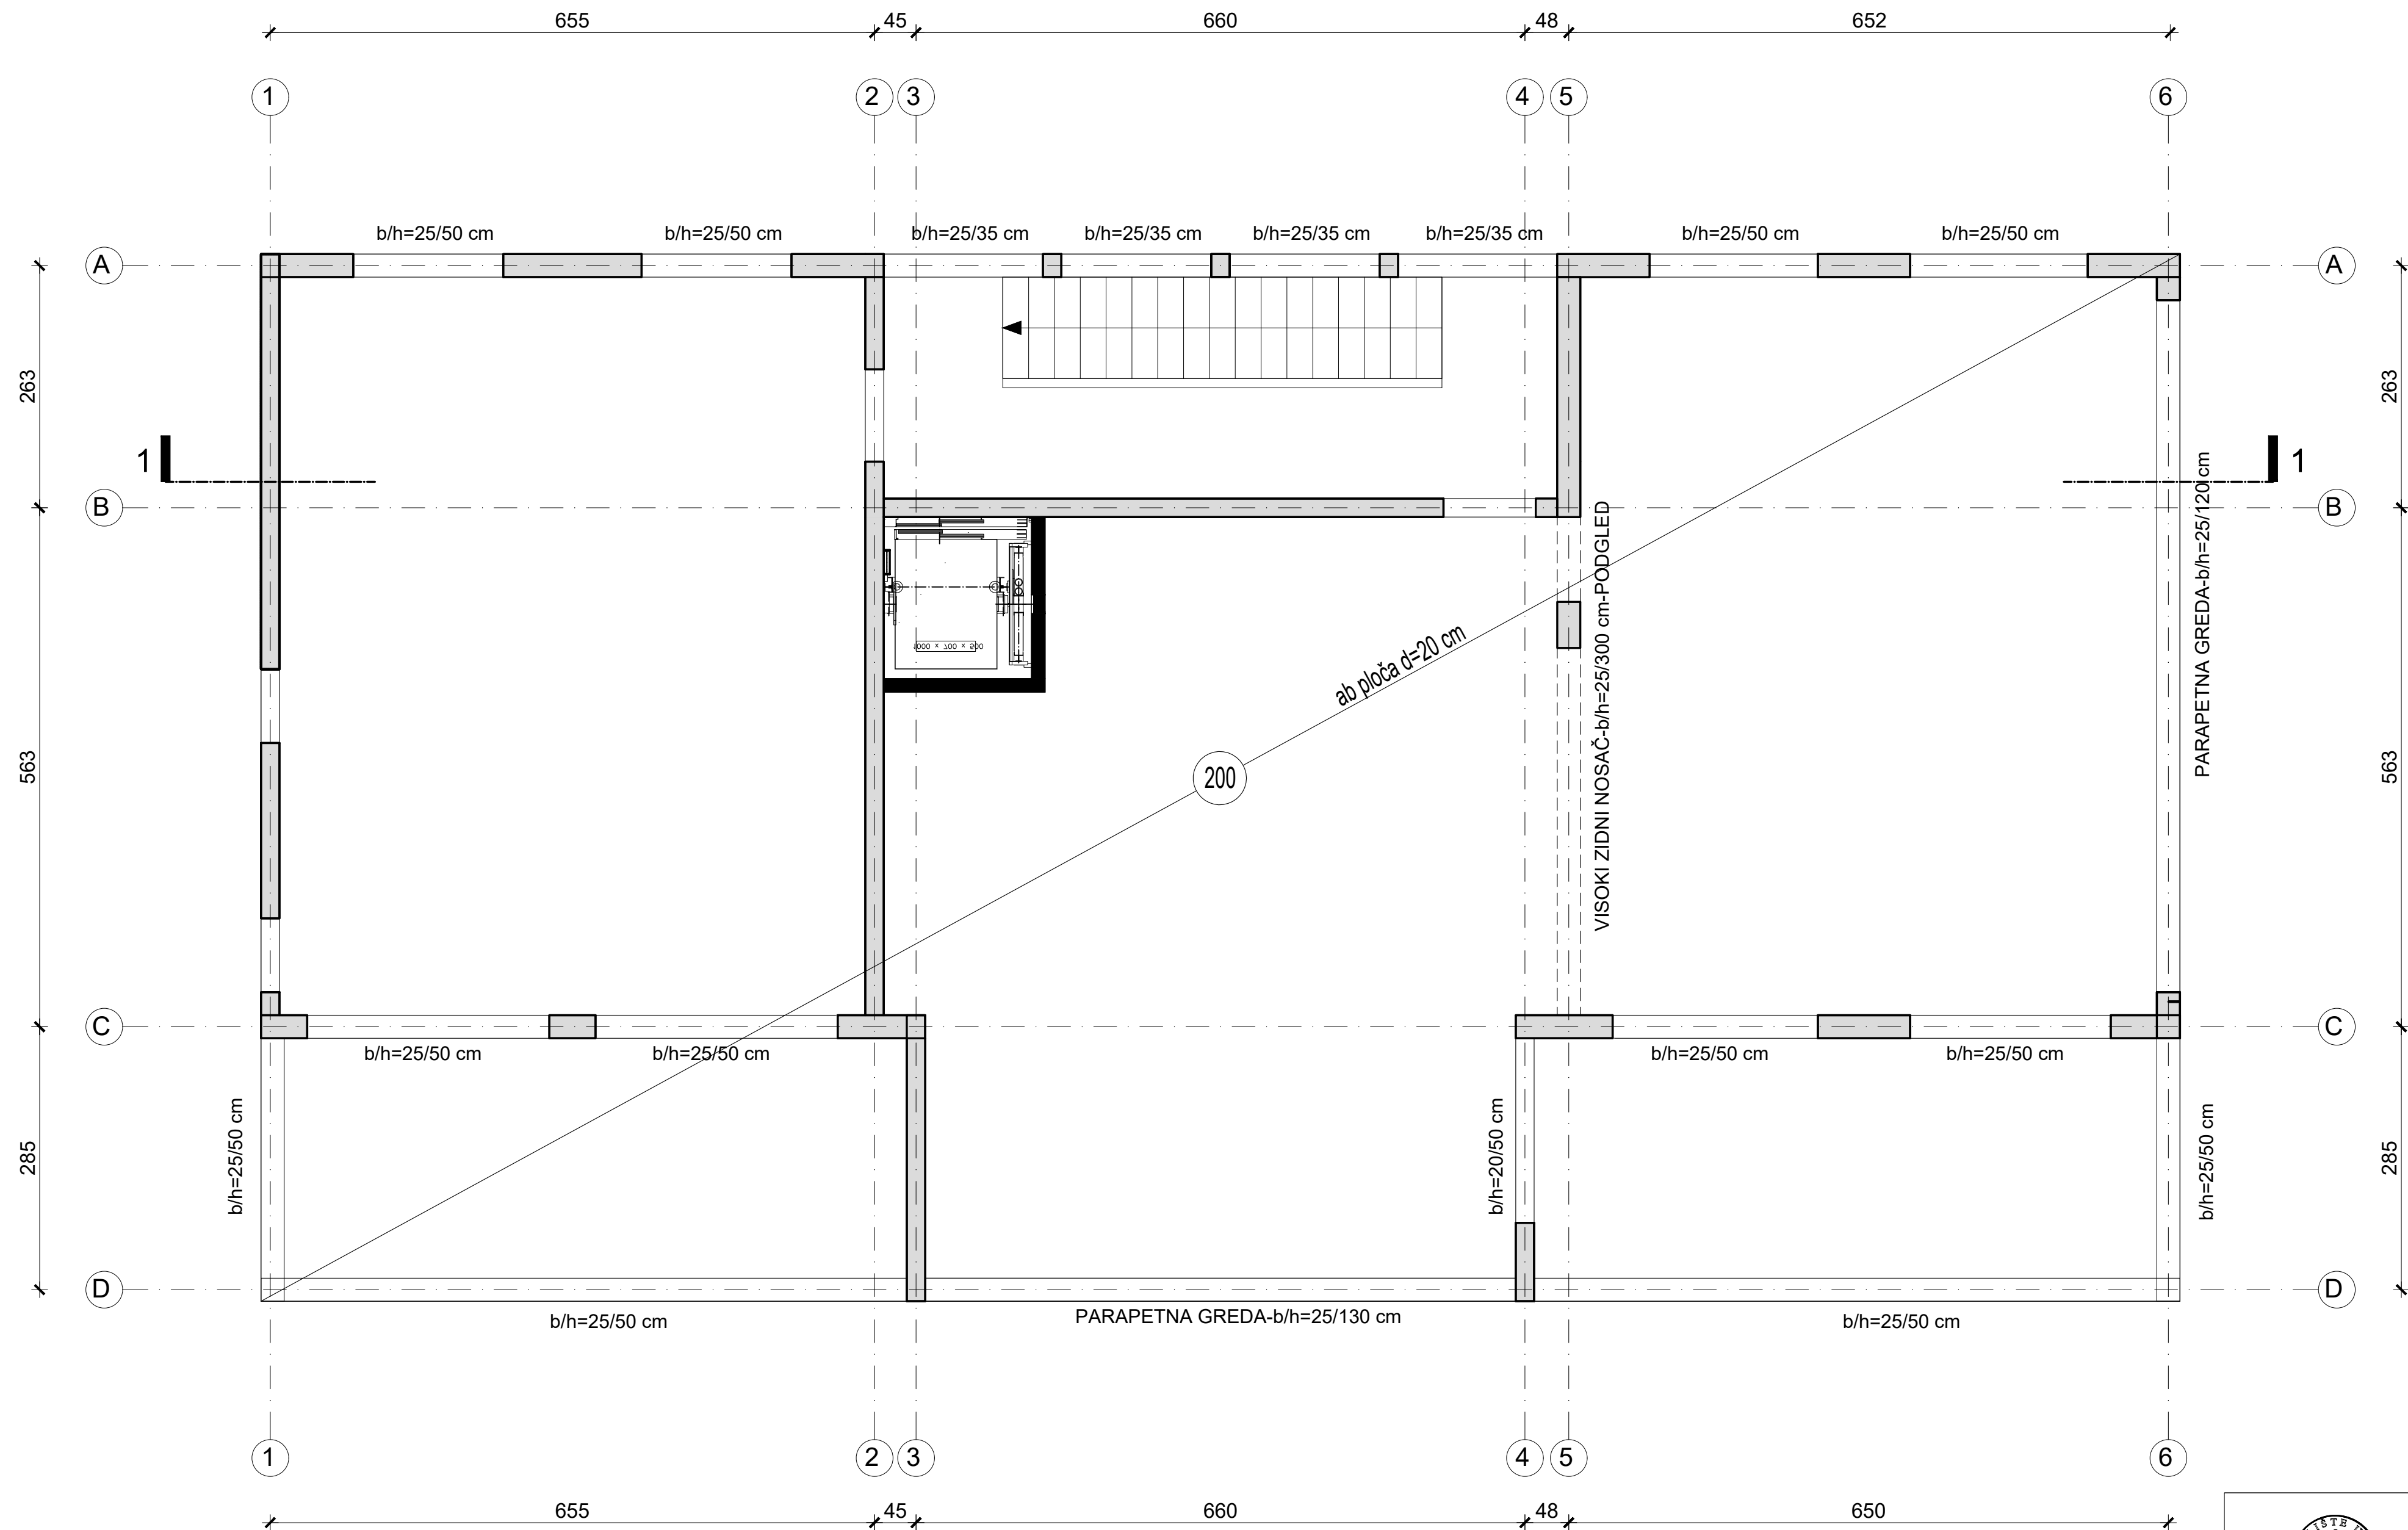 655 45 660 48 652
1 2 3 4 5 6
b/h=25/50 cm b/h=25/50 cm b/h=25/35 cm b/h=25/35 cm b/h=25/35 cm b/h=25/35 cm b/h=25/50 cm b/h=25/50 cm
A A
263 263
1 1
B B
VISOKI ZIDNI NOSAČ-b/h=25/300 cm-PODGLED
PARAPETNA GREDA-b/h=25/120 cm
ab ploča d=20 cm
200
563 563
C C
b/h=25/50 cm b/h=25/50 cm b/h=25/50 cm b/h=25/50 cm
b/h=25/50 cm b/h=20/50 cm b/h=25/50 cm
285 285
D D
b/h=25/50 cm PARAPETNA GREDA-b/h=25/130 cm b/h=25/50 cm
1 2 3 4 5 6
655 45 660 48 650